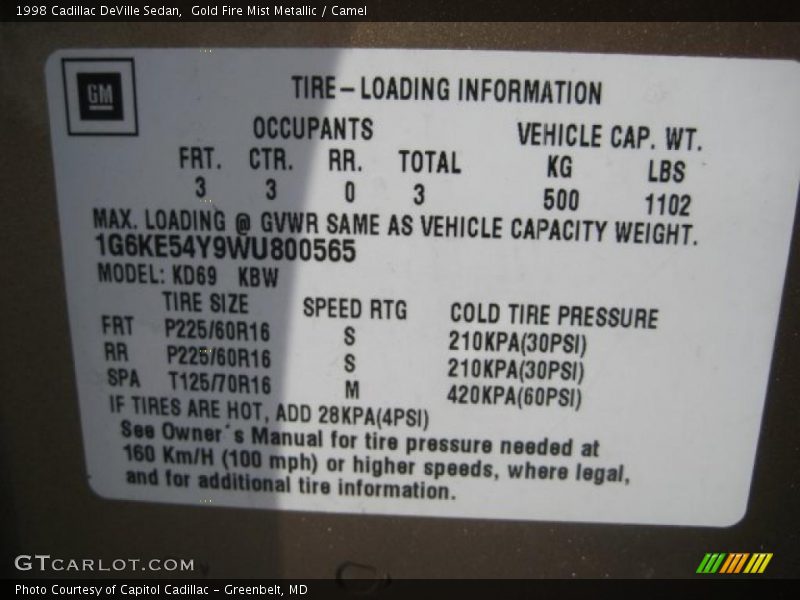 1998 Cadillac DeVille Sedan,  Gold Fire Mist Metallic / Camel
GM
TIRE-LOADING INFORMATION
OCCUPANTS VEHICLE CAP. WT.
FRT. CTR. RR. TOTAL KG LBS
3 3 0 3 500 1102
MAX. LOADING @ GVWR SAME AS VEHICLE CAPACITY WEIGHT.
1G6KE54Y9WU800565
MODEL: KD69 KBW
TIRE SIZE SPEED RTG COLD TIRE PRESSURE
FRT P225/60R16 S 210KPA(30PSI)
RR P225/60R16 S 210KPA(30PSI)
SPA T125/70R16 M 420KPA(60PSI)
IF TIRES ARE HOT, ADD 28KPA(4PSI)
See Owner's Manual for tire pressure needed at
160 Km/H (100 mph) or higher speeds, where legal,
and for additional tire information.
GTCARLOT.COM
Photo Courtesy of Capitol Cadillac - Greenbelt, MD